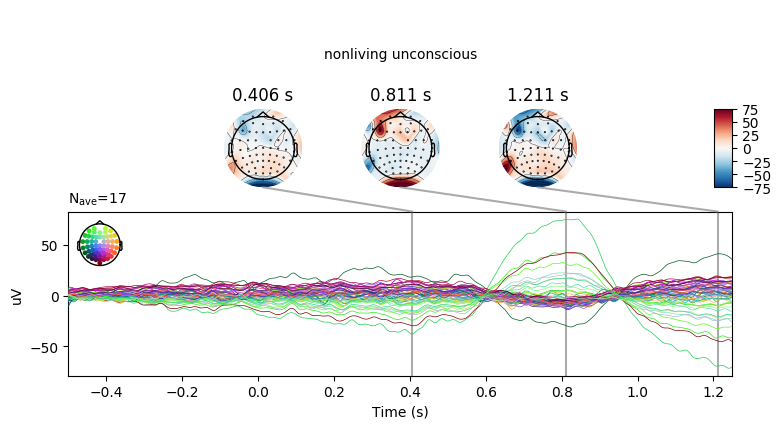 nonliving unconscious
0.406 s 0.811 s 1.211 s
75
50
25
0
−25
−50
−75
Nave=17
50
0
−50
uV
−0.4 −0.2 0.0 0.2 0.4 0.6 0.8 1.0 1.2
Time (s)